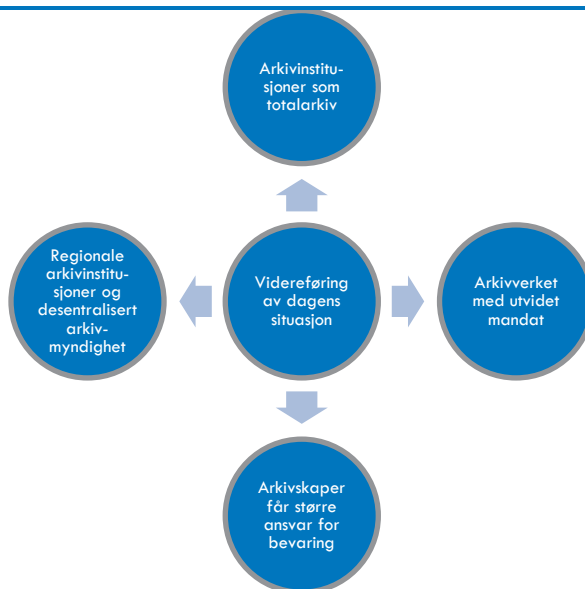 Arkivinstitu-
sjoner som
totalarkiv
Regionale
arkivinstitu-
sjoner og
desentralisert
arkiv-
myndighet
Videreføring
av dagens
situasjon
Arkivverket
med utvidet
mandat
Arkivskaper
får større
ansvar for
bevaring